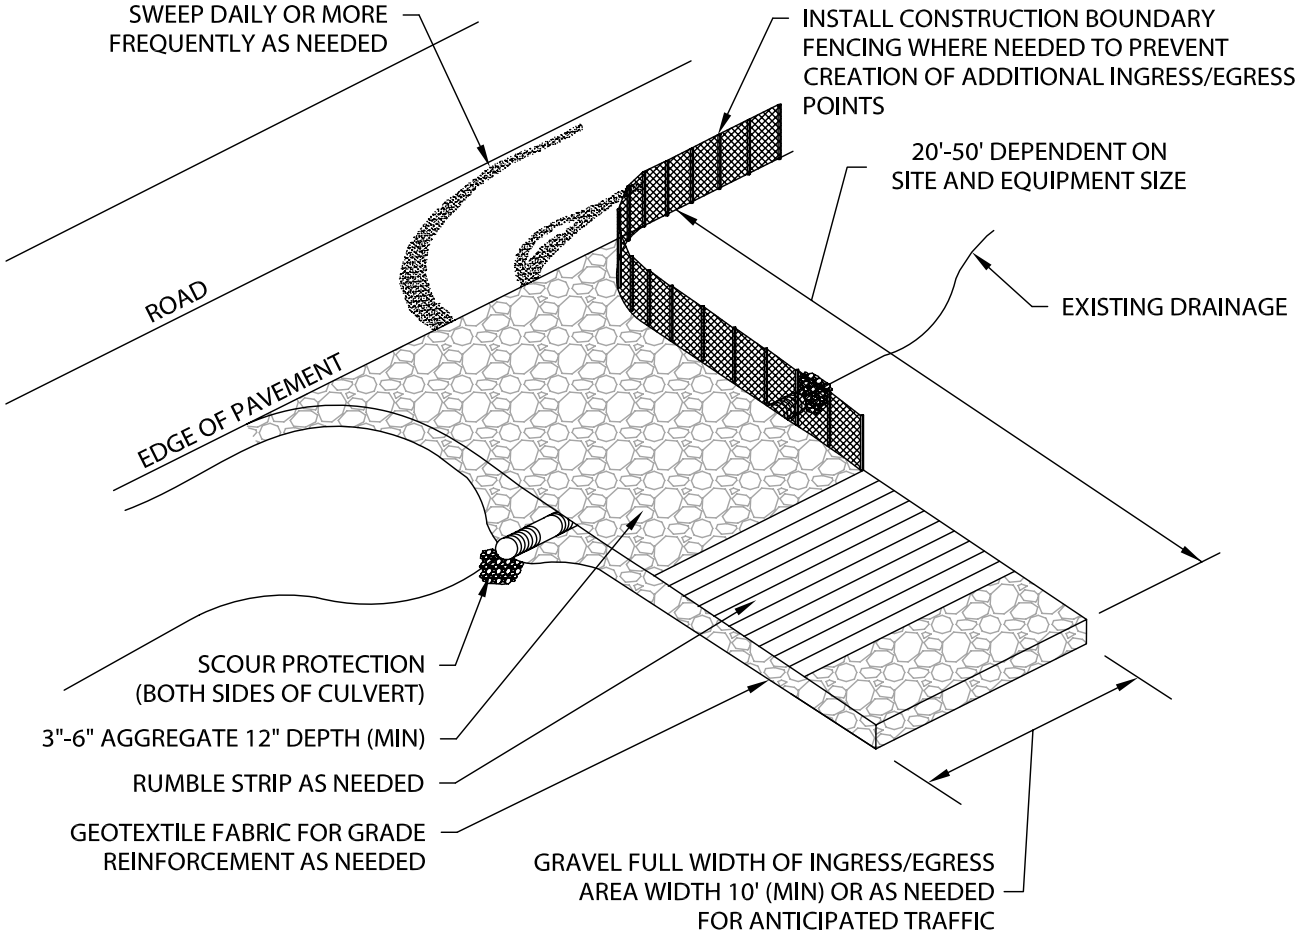 SWEEP DAILY OR MORE
FREQUENTLY AS NEEDED
INSTALL CONSTRUCTION BOUNDARY
FENCING WHERE NEEDED TO PREVENT
CREATION OF ADDITIONAL INGRESS/EGRESS
POINTS
20'-50' DEPENDENT ON
SITE AND EQUIPMENT SIZE
EXISTING DRAINAGE
ROAD
EDGE OF PAVEMENT
SCOUR PROTECTION
(BOTH SIDES OF CULVERT)
3"-6" AGGREGATE 12" DEPTH (MIN)
RUMBLE STRIP AS NEEDED
GEOTEXTILE FABRIC FOR GRADE
REINFORCEMENT AS NEEDED
GRAVEL FULL WIDTH OF INGRESS/EGRESS
AREA WIDTH 10' (MIN) OR AS NEEDED
FOR ANTICIPATED TRAFFIC